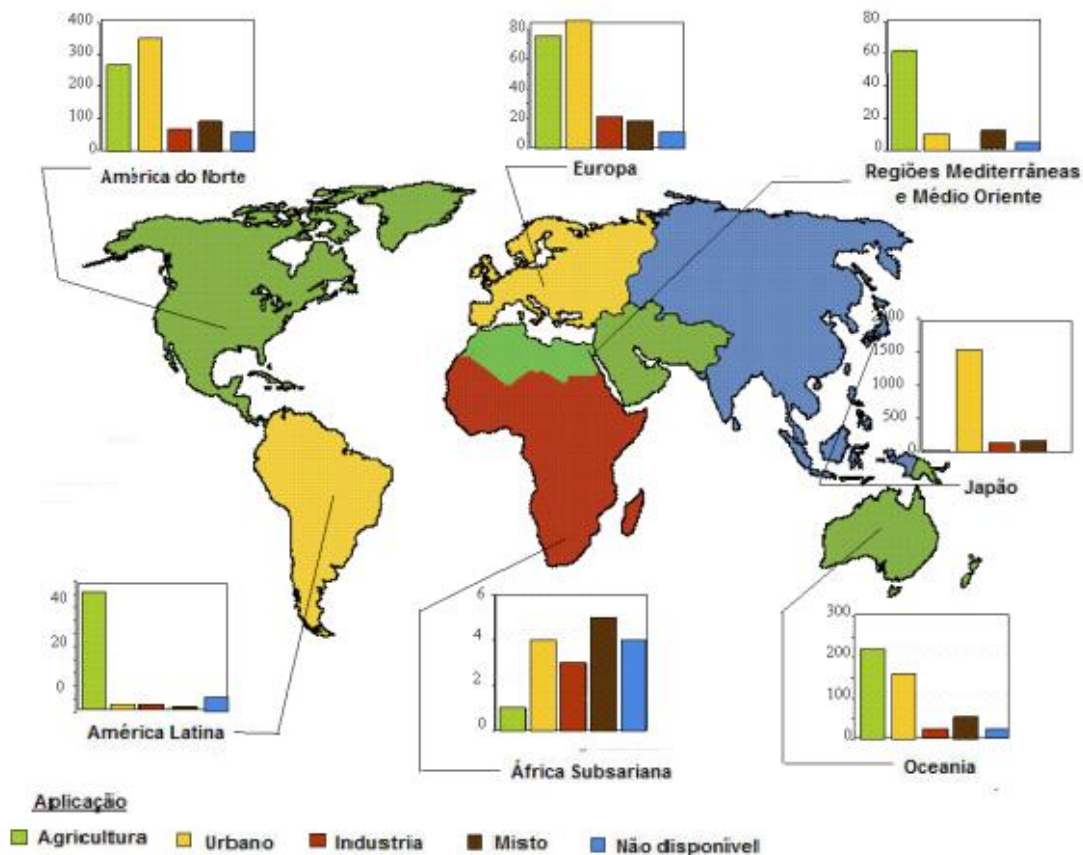 400
300
200
100
0
América do Norte
80
60
40
20
0
Europa
80
60
40
20
0
Regiões Mediterrâneas
e Médio Oriente
2000
1500
1000
500
0
Japão
40
20
0
América Latina
6
4
2
0
África Subsariana
300
200
100
0
Oceania
Aplicação
Agricultura
Urbano
Industria
Misto
Não disponível